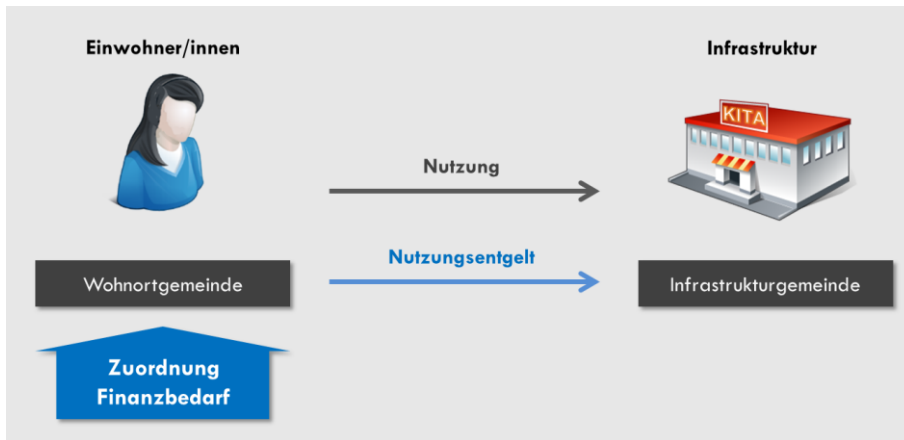 Einwohner/innen
Infrastruktur
KITA
Nutzung
Nutzungsentgelt
Wohnortgemeinde
Infrastrukturgemeinde
Zuordnung
Finanzbedarf